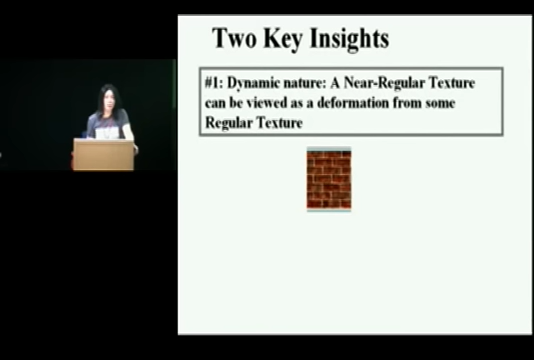 Two Key Insights
#1: Dynamic nature: A Near-Regular Texture
can be viewed as a deformation from some
Regular Texture